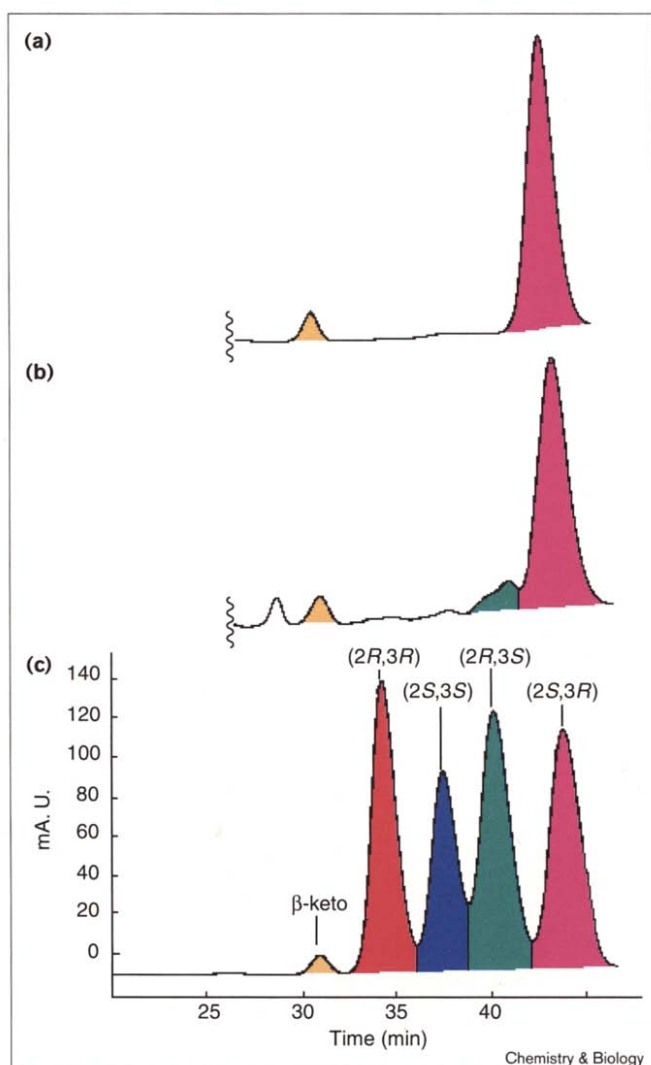 (a)
(b)
(c)
(2R,3R)
(2S,3S)
(2R,3S)
(2S,3R)
β-keto
140
120
100
80
60
40
20
0
mA. U.
25
30
35
40
Time (min)
Chemistry & Biology